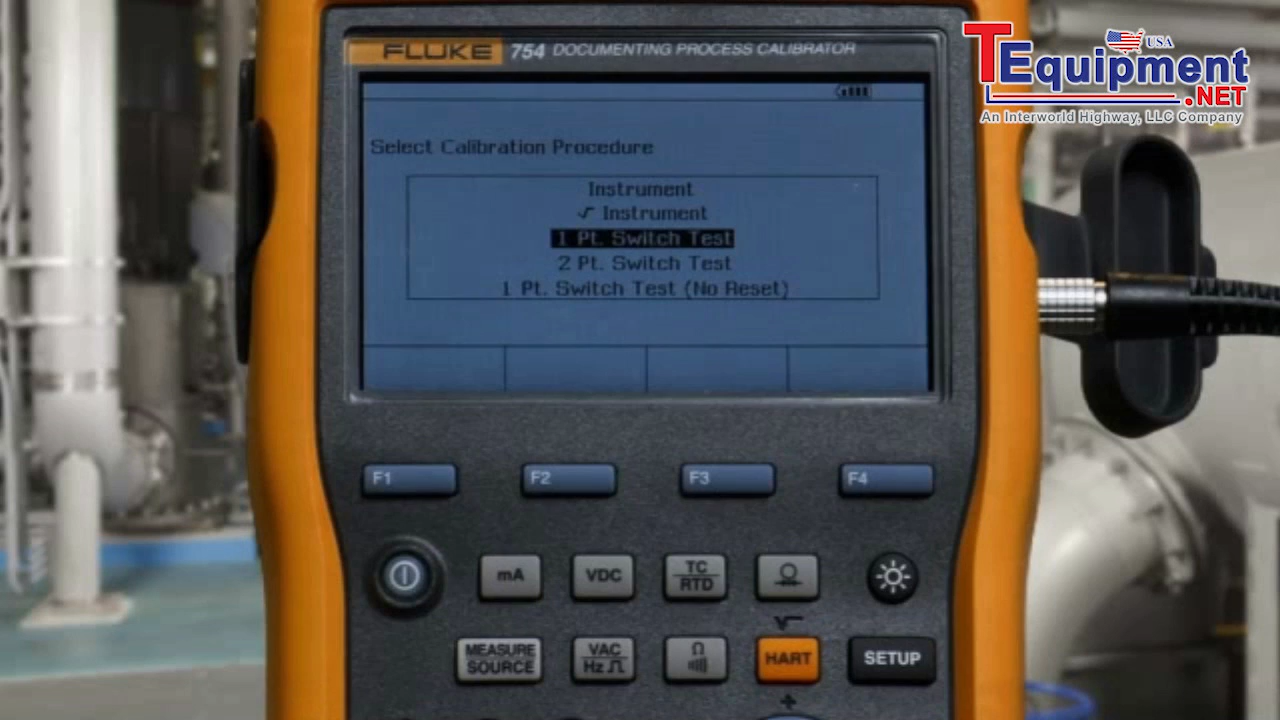 FLUKE 754 DOCUMENTING PROCESS CALIBRATOR
TEquipment
USA
.NET
An Interworld Highway, LLC Company
Select Calibration Procedure
Instrument
√ Instrument
1 Pt. Switch Test
2 Pt. Switch Test
1 Pt. Switch Test (No Reset)
F1 F2 F3 F4
mA VDC TC RTD
MEASURE SOURCE VAC Hz Ω HART SETUP